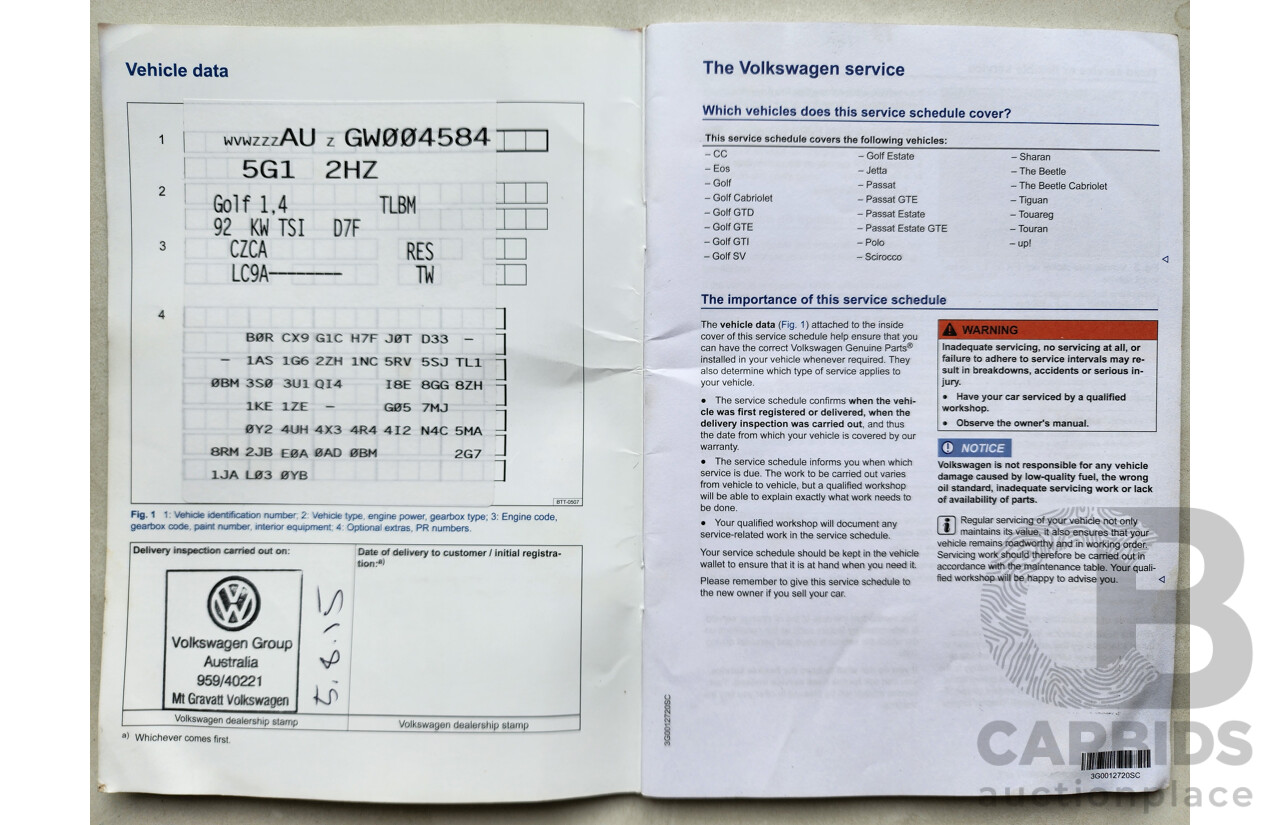 Vehicle data
1
WVWZZZAU Z GW004584
5G1 2HZ
2
Golf 1,4 TLBM
92 KW TSI D7F
3
CZCA RES
LC9A-------- TW
4
B0R CX9 G1C H7F J0T D33 –
– 1AS 1G6 2ZH 1NC 5RV 5SJ TL1
0BM 3S0 3U1 QI4 I8E 8GG 8ZH
1KE 1ZE – G05 7MJ
0Y2 4UH 4X3 4R4 4I2 N4C 5MA
8RM 2JB E0A 0AD 0BM 2G7
1JA L03 0YB
BTT-0507
Fig. 1 1: Vehicle identification number; 2: Vehicle type, engine power, gearbox type; 3: Engine code,
gearbox code, paint number, interior equipment; 4: Optional extras, PR numbers.
Delivery inspection carried out on:
Volkswagen Group
Australia
959/40221
Mt Gravatt Volkswagen
5.8.15
Volkswagen dealership stamp
Date of delivery to customer / initial registra-
tion:a)
Volkswagen dealership stamp
a) Whichever comes first.
The Volkswagen service
Which vehicles does this service schedule cover?
This service schedule covers the following vehicles:
– CC
– Eos
– Golf
– Golf Cabriolet
– Golf GTD
– Golf GTE
– Golf GTI
– Golf SV
– Golf Estate
– Jetta
– Passat
– Passat GTE
– Passat Estate
– Passat Estate GTE
– Polo
– Scirocco
– Sharan
– The Beetle
– The Beetle Cabriolet
– Tiguan
– Touareg
– Touran
– up!
The importance of this service schedule
The vehicle data (Fig. 1) attached to the inside
cover of this service schedule help ensure that you
can have the correct Volkswagen Genuine Parts®
installed in your vehicle whenever required. They
also determine which type of service applies to
your vehicle.
● The service schedule confirms when the vehi-
cle was first registered or delivered, when the
delivery inspection was carried out, and thus
the date from which your vehicle is covered by our
warranty.
● The service schedule informs you when which
service is due. The work to be carried out varies
from vehicle to vehicle, but a qualified workshop
will be able to explain exactly what work needs to
be done.
● Your qualified workshop will document any
service-related work in the service schedule.
Your service schedule should be kept in the vehicle
wallet to ensure that it is at hand when you need it.
Please remember to give this service schedule to
the new owner if you sell your car.
WARNING
Inadequate servicing, no servicing at all, or
failure to adhere to service intervals may re-
sult in breakdowns, accidents or serious in-
jury.
● Have your car serviced by a qualified
workshop.
● Observe the owner's manual.
NOTICE
Volkswagen is not responsible for any vehicle
damage caused by low-quality fuel, the wrong
oil standard, inadequate servicing work or lack
of availability of parts.
Regular servicing of your vehicle not only
maintains its value, it also ensures that your
vehicle remains roadworthy and in working order.
Servicing work should therefore be carried out in
accordance with the maintenance table. Your quali-
fied workshop will be happy to advise you.
3G0012720SC
3G0012720SC
CB
CARBIDS
auctionplace